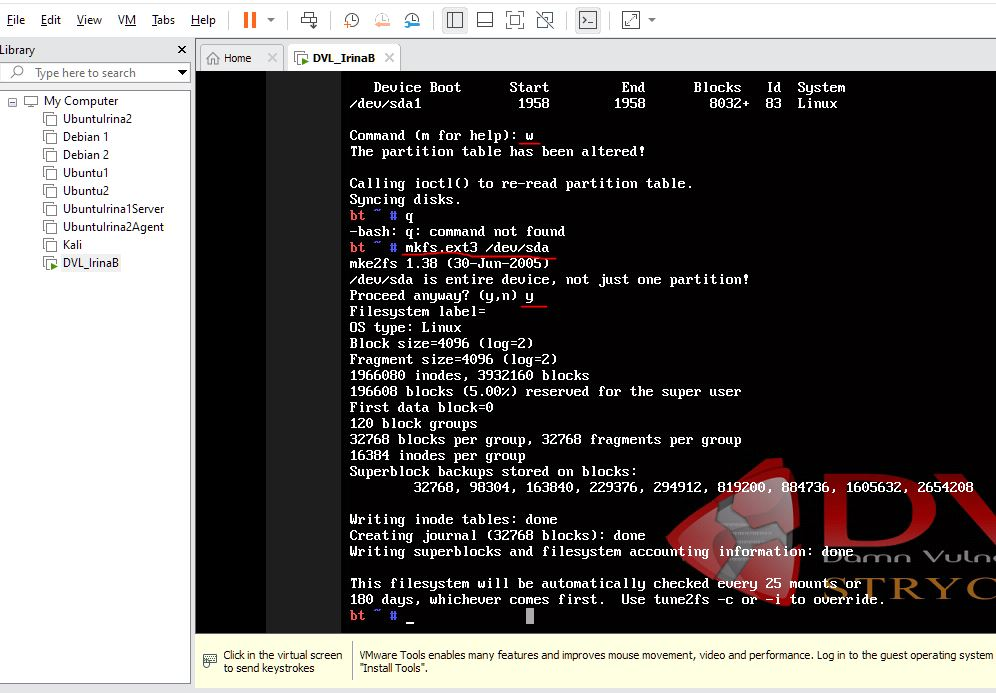 File Edit View VM Tabs Help
Library
Type here to search
My Computer
UbuntuIrina2
Debian 1
Debian 2
Ubuntu1
Ubuntu2
UbuntuIrina1Server
UbuntuIrina2Agent
Kali
DVL_IrinaB
Home DVL_IrinaB
Device Boot Start End Blocks Id System
/dev/sda1 1958 1958 8032+ 83 Linux
Command (m for help): w
The partition table has been altered!
Calling ioctl() to re-read partition table.
Syncing disks.
bt ~ # q
-bash: q: command not found
bt ~ # mkfs.ext3 /dev/sda
mke2fs 1.38 (30-Jun-2005)
/dev/sda is entire device, not just one partition!
Proceed anyway? (y,n) y
Filesystem label=
OS type: Linux
Block size=4096 (log=2)
Fragment size=4096 (log=2)
1966080 inodes, 3932160 blocks
196608 blocks (5.00%) reserved for the super user
First data block=0
120 block groups
32768 blocks per group, 32768 fragments per group
16384 inodes per group
Superblock backups stored on blocks:
32768, 98304, 163840, 229376, 294912, 819200, 884736, 1605632, 2654208
Writing inode tables: done
Creating journal (32768 blocks): done
Writing superblocks and filesystem accounting information: done
This filesystem will be automatically checked every 25 mounts or
180 days, whichever comes first. Use tune2fs -c or -i to override.
bt ~ # _
DV
Damn Vulne
STRYC
Click in the virtual screen
to send keystrokes
VMware Tools enables many features and improves mouse movement, video and performance. Log in to the guest operating system
"Install Tools".